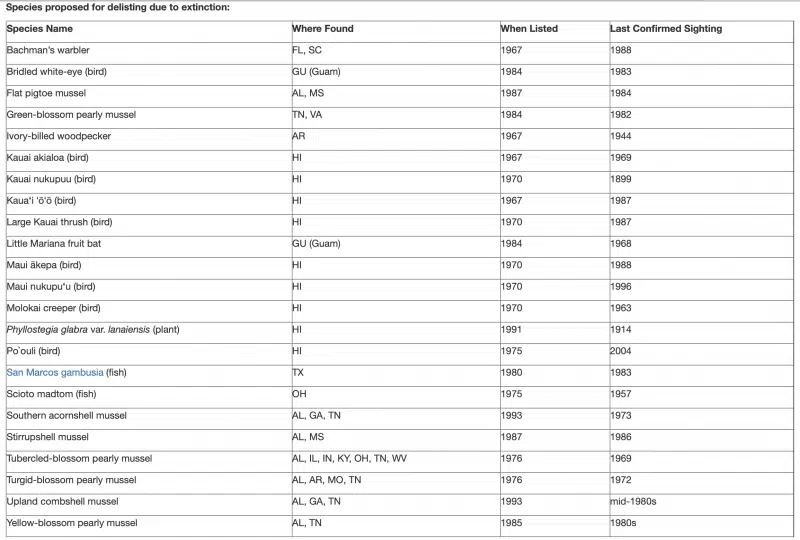 Species proposed for delisting due to extinction:
Species Name Where Found When Listed Last Confirmed Sighting
Bachman's warbler FL, SC 1967 1988
Bridled white-eye (bird) GU (Guam) 1984 1983
Flat pigtoe mussel AL, MS 1987 1984
Green-blossom pearly mussel TN, VA 1984 1982
Ivory-billed woodpecker AR 1967 1944
Kauai akialoa (bird) HI 1967 1969
Kauai nukupuu (bird) HI 1970 1899
Kaua'i 'ō'ō (bird) HI 1967 1987
Large Kauai thrush (bird) HI 1970 1987
Little Mariana fruit bat GU (Guam) 1984 1968
Maui ākepa (bird) HI 1970 1988
Maui nukupu'u (bird) HI 1970 1996
Molokai creeper (bird) HI 1970 1963
Phyllostegia glabra var. lanaiensis (plant) HI 1991 1914
Po`ouli (bird) HI 1975 2004
San Marcos gambusia (fish) TX 1980 1983
Scioto madtom (fish) OH 1975 1957
Southern acornshell mussel AL, GA, TN 1993 1973
Stirrupshell mussel AL, MS 1987 1986
Tubercled-blossom pearly mussel AL, IL, IN, KY, OH, TN, WV 1976 1969
Turgid-blossom pearly mussel AL, AR, MO, TN 1976 1972
Upland combshell mussel AL, GA, TN 1993 mid-1980s
Yellow-blossom pearly mussel AL, TN 1985 1980s